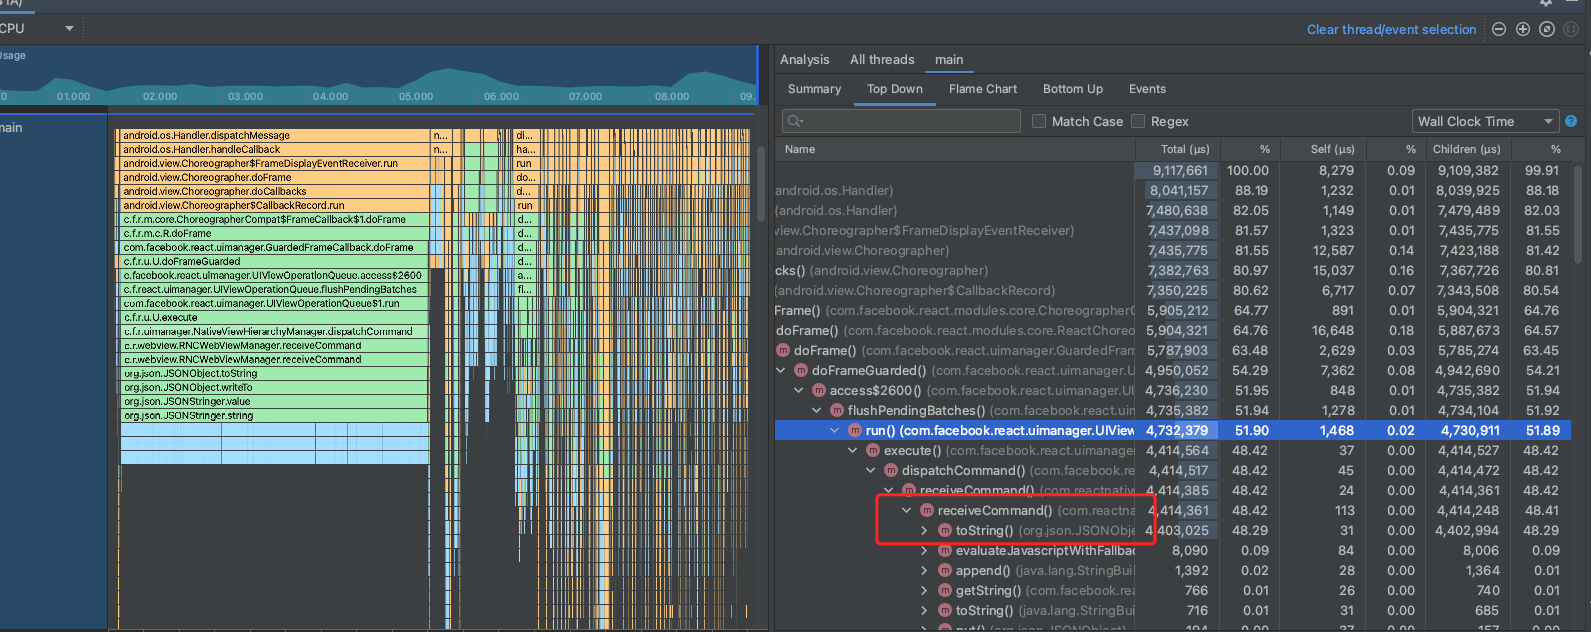 CPU
Clear thread/event selection
Usage
01.000 02.000 03.000 04.000 05.000 06.000 07.000 08.000 09.
main
android.os.Handler.dispatchMessage n... di...
android.os.Handler.handleCallback n... ha...
android.view.Choreographer$FrameDisplayEventReceiver.run run
android.view.Choreographer.doFrame do...
android.view.Choreographer.doCallbacks d...
android.view.Choreographer$CallbackRecord.run run
c.f.r.m.core.ChoreographerCompat$FrameCallback$1.doFrame d...
c.f.r.m.c.R.doFrame d...
com.facebook.react.uimanager.GuardedFrameCallback.doFrame d...
c.f.r.u.U.doFrameGuarded d...
c.facebook.react.uimanager.UIViewOperationQueue.access$2600 a...
c.f.react.uimanager.UIViewOperationQueue.flushPendingBatches fl...
com.facebook.react.uimanager.UIViewOperationQueue$1.run
c.f.r.u.U.execute
c.f.r.uimanager.NativeViewHierarchyManager.dispatchCommand
c.r.webview.RNCWebViewManager.receiveCommand
c.r.webview.RNCWebViewManager.receiveCommand
org.json.JSONObject.toString
org.json.JSONObject.writeTo
org.json.JSONStringer.value
org.json.JSONStringer.string
Analysis All threads main
Summary Top Down Flame Chart Bottom Up Events
Match Case Regex Wall Clock Time ?
Name Total (μs) % Self (μs) % Children (μs) %
9,117,661 100.00 8,279 0.09 9,109,382 99.91
android.os.Handler) 8,041,157 88.19 1,232 0.01 8,039,925 88.18
(android.os.Handler) 7,480,638 82.05 1,149 0.01 7,479,489 82.03
view.Choreographer$FrameDisplayEventReceiver) 7,437,098 81.57 1,323 0.01 7,435,775 81.55
android.view.Choreographer) 7,435,775 81.55 12,587 0.14 7,423,188 81.42
cks() (android.view.Choreographer) 7,382,763 80.97 15,037 0.16 7,367,726 80.81
android.view.Choreographer$CallbackRecord) 7,350,225 80.62 6,717 0.07 7,343,508 80.54
Frame() (com.facebook.react.modules.core.ChoreographerC 5,905,212 64.77 891 0.01 5,904,321 64.76
doFrame() (com.facebook.react.modules.core.ReactChoreo 5,904,321 64.76 16,648 0.18 5,887,673 64.57
m doFrame() (com.facebook.react.uimanager.GuardedFram 5,787,903 63.48 2,629 0.03 5,785,274 63.45
m doFrameGuarded() (com.facebook.react.uimanager.U 4,950,052 54.29 7,362 0.08 4,942,690 54.21
m access$2600() (com.facebook.react.uimanager.UI 4,736,230 51.95 848 0.01 4,735,382 51.94
m flushPendingBatches() (com.facebook.react.uim 4,735,382 51.94 1,278 0.01 4,734,104 51.92
m run() (com.facebook.react.uimanager.UIView 4,732,379 51.90 1,468 0.02 4,730,911 51.89
m execute() (com.facebook.react.uimanager 4,414,564 48.42 37 0.00 4,414,527 48.42
m dispatchCommand() (com.facebook.re 4,414,517 48.42 45 0.00 4,414,472 48.42
m receiveCommand() (com.reactnativ 4,414,385 48.42 24 0.00 4,414,361 48.42
m receiveCommand() (com.reactna 4,414,361 48.42 113 0.00 4,414,248 48.41
m toString() (org.json.JSONObje 4,403,025 48.29 31 0.00 4,402,994 48.29
m evaluateJavascriptWithFallbac 8,090 0.09 84 0.00 8,006 0.09
m append() (java.lang.StringBuil 1,392 0.02 28 0.00 1,364 0.01
m getString() (com.facebook.rea 766 0.01 26 0.00 740 0.01
m toString() (java.lang.StringBui 716 0.01 31 0.00 685 0.01
m put() (org.json.JSONObject) 194 0.00 37 0.00 157 0.00